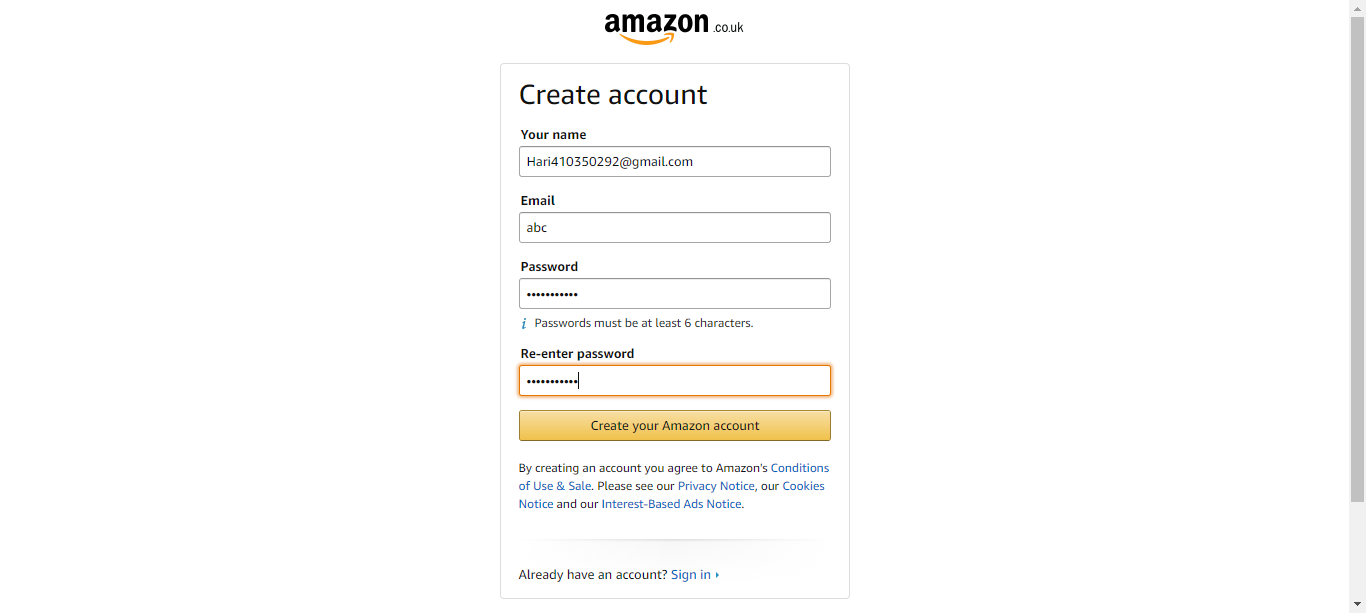 amazon.co.uk
Create account
Your name
Hari410350292@gmail.com
Email
abc
Password
•••••••••••
i Passwords must be at least 6 characters.
Re-enter password
•••••••••••
Create your Amazon account
By creating an account you agree to Amazon's Conditions
of Use & Sale. Please see our Privacy Notice, our Cookies
Notice and our Interest-Based Ads Notice.
Already have an account? Sign in